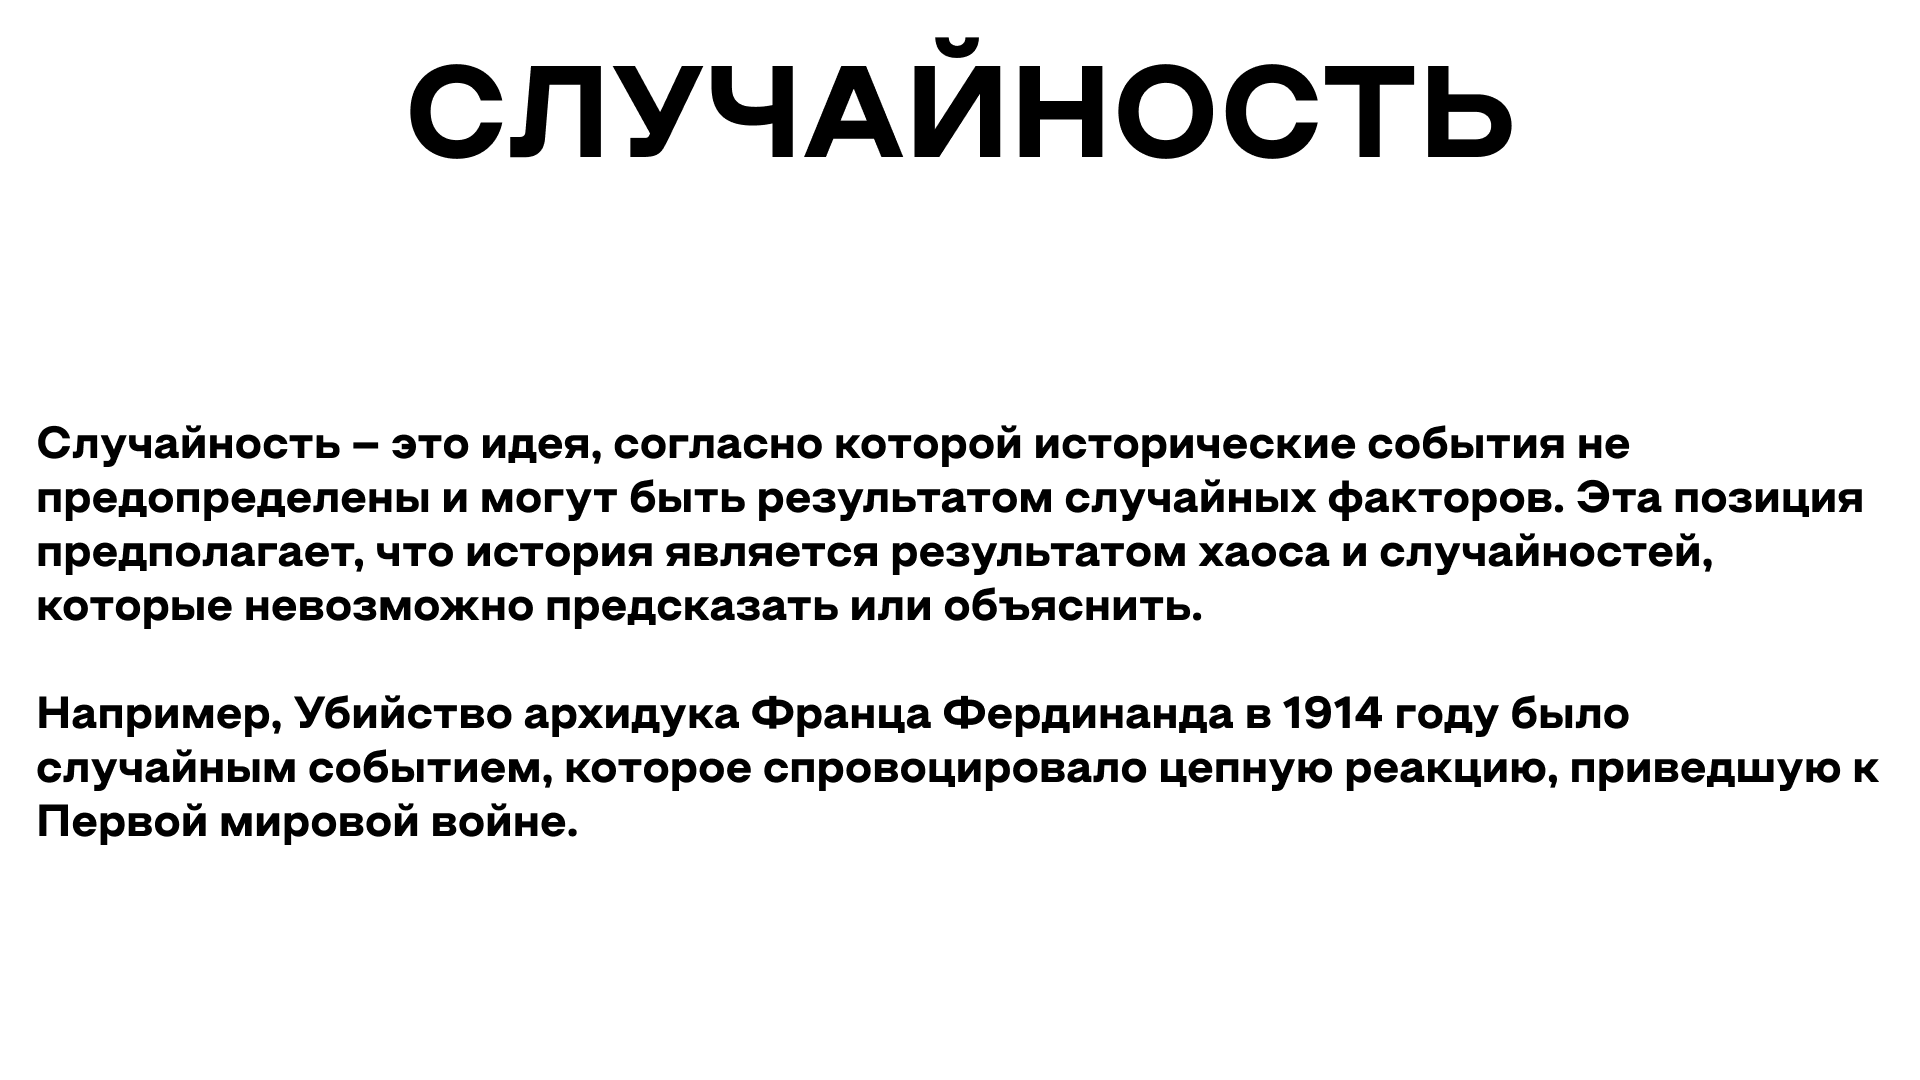 СЛУЧАЙНОСТЬ
Случайность – это идея, согласно которой исторические события не
предопределены и могут быть результатом случайных факторов. Эта позиция
предполагает, что история является результатом хаоса и случайностей,
которые невозможно предсказать или объяснить.
Например, Убийство архидука Франца Фердинанда в 1914 году было
случайным событием, которое спровоцировало цепную реакцию, приведшую к
Первой мировой войне.